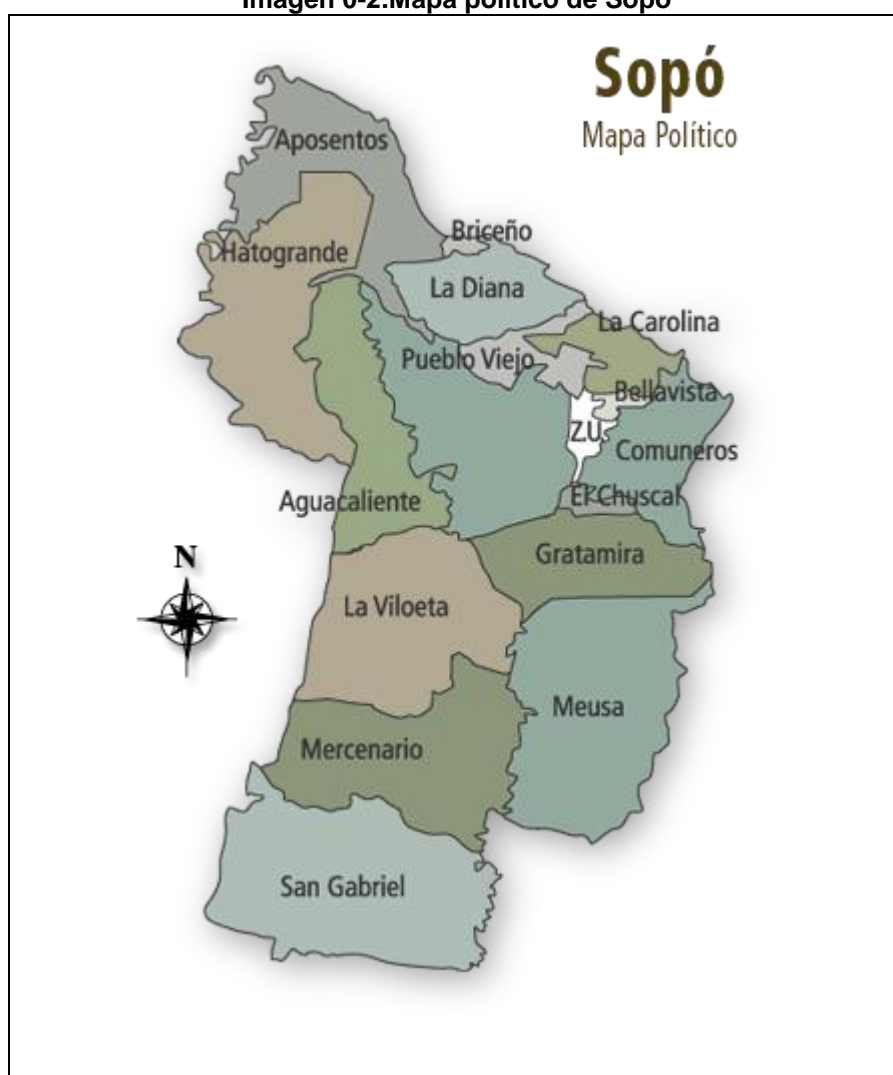 Imagen 0-2.Mapa político de Sopó
Sopó
Mapa Político
Aposentos
Briceño
Hatogrande
La Diana
La Carolina
Pueblo Viejo
Bellavista
Z.U
Comuneros
El Chuscal
Aguacaliente
Gratamira
N
La Viloeta
Meusa
Mercenario
San Gabriel